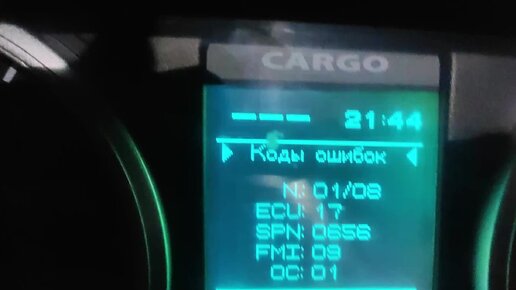 CARGO
--- 21:44
Коды ошибок
N: 01/08
ECU: 17
SPN: 0656
FMI: 09
OC: 01